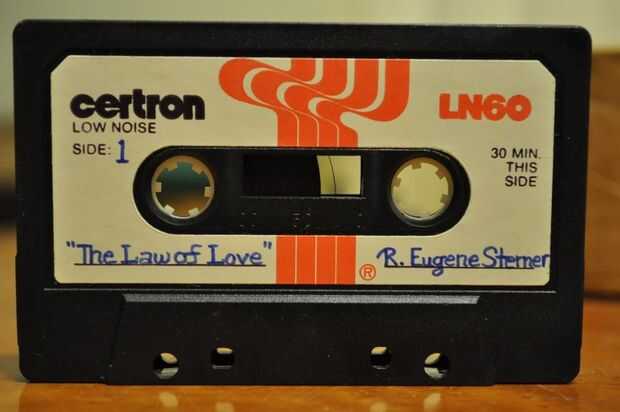 certron
LN60
LOW NOISE
SIDE: 1
30 MIN.
THIS
SIDE
"The Law of Love"
R. Eugene Sterner
®